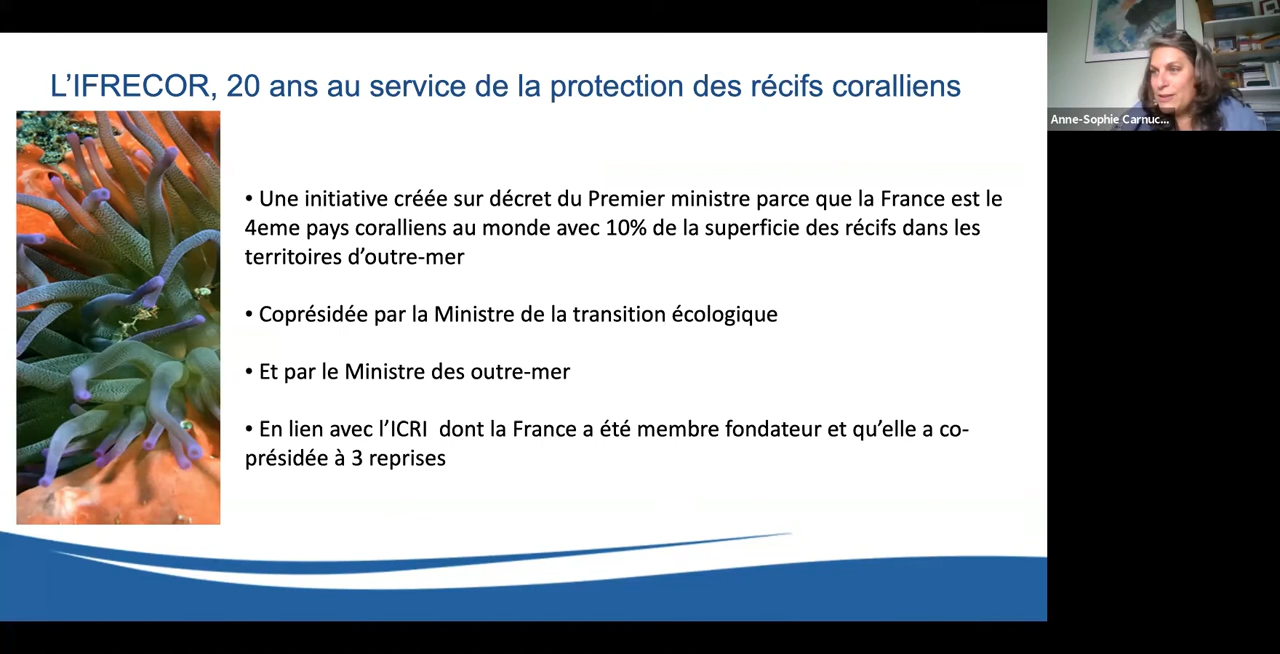 L'IFRECOR, 20 ans au service de la protection des récifs coralliens
• Une initiative créée sur décret du Premier ministre parce que la France est le
4eme pays coralliens au monde avec 10% de la superficie des récifs dans les
territoires d'outre-mer
• Coprésidée par la Ministre de la transition écologique
• Et par le Ministre des outre-mer
• En lien avec l'ICRI  dont la France a été membre fondateur et qu'elle a co-
présidée à 3 reprises
Anne-Sophie Carnuc...